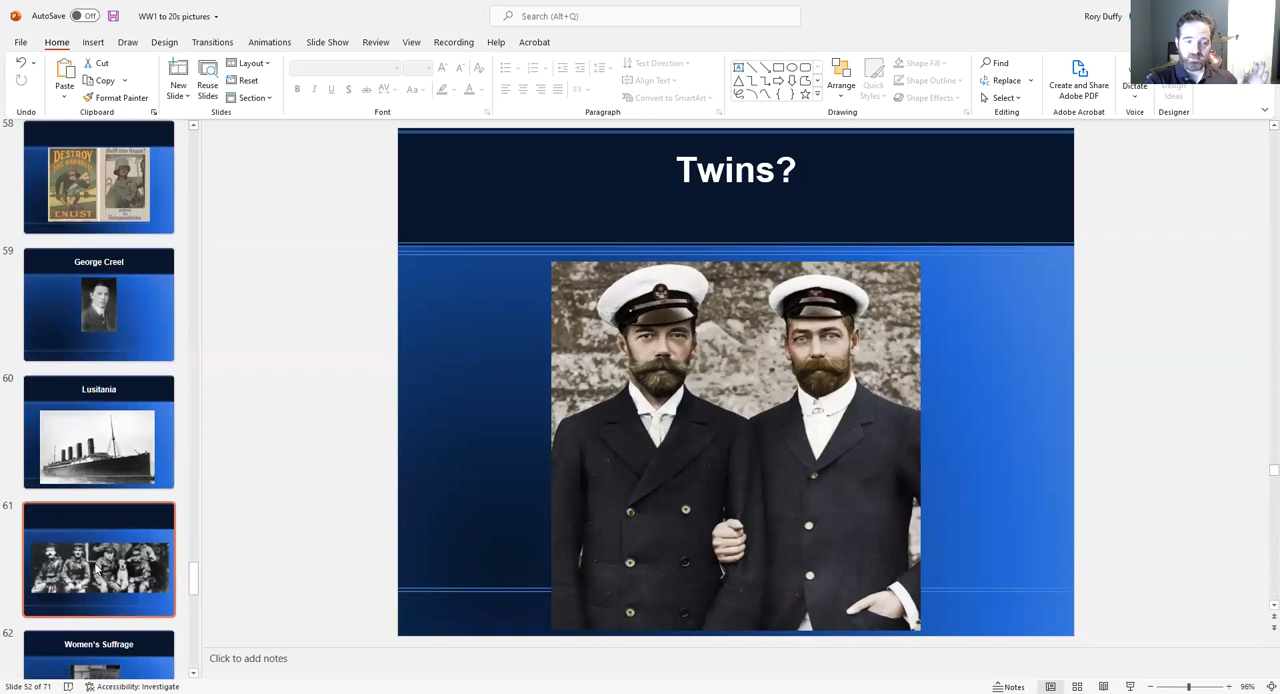 AutoSave Off WW1 to 20s pictures Search (Alt+Q) Rory Duffy
File Home Insert Draw Design Transitions Animations Slide Show Review View Recording Help Acrobat
Cut
Copy
Format Painter
Paste
New Slide
Reuse Slides
Layout
Reset
Section
Text Direction
Align Text
Convert to SmartArt
Arrange
Quick Styles
Shape Fill
Shape Outline
Shape Effects
Find
Replace
Select
Create and Share Adobe PDF
Dictate
Design Ideas
Undo Clipboard Slides Font Paragraph Drawing Editing Adobe Acrobat Voice Designer
58
DESTROY
ENLIST
59
George Creel
60
Lusitania
61
62
Women's Suffrage
Twins?
Click to add notes
Slide 52 of 71 Accessibility: Investigate Notes 96%